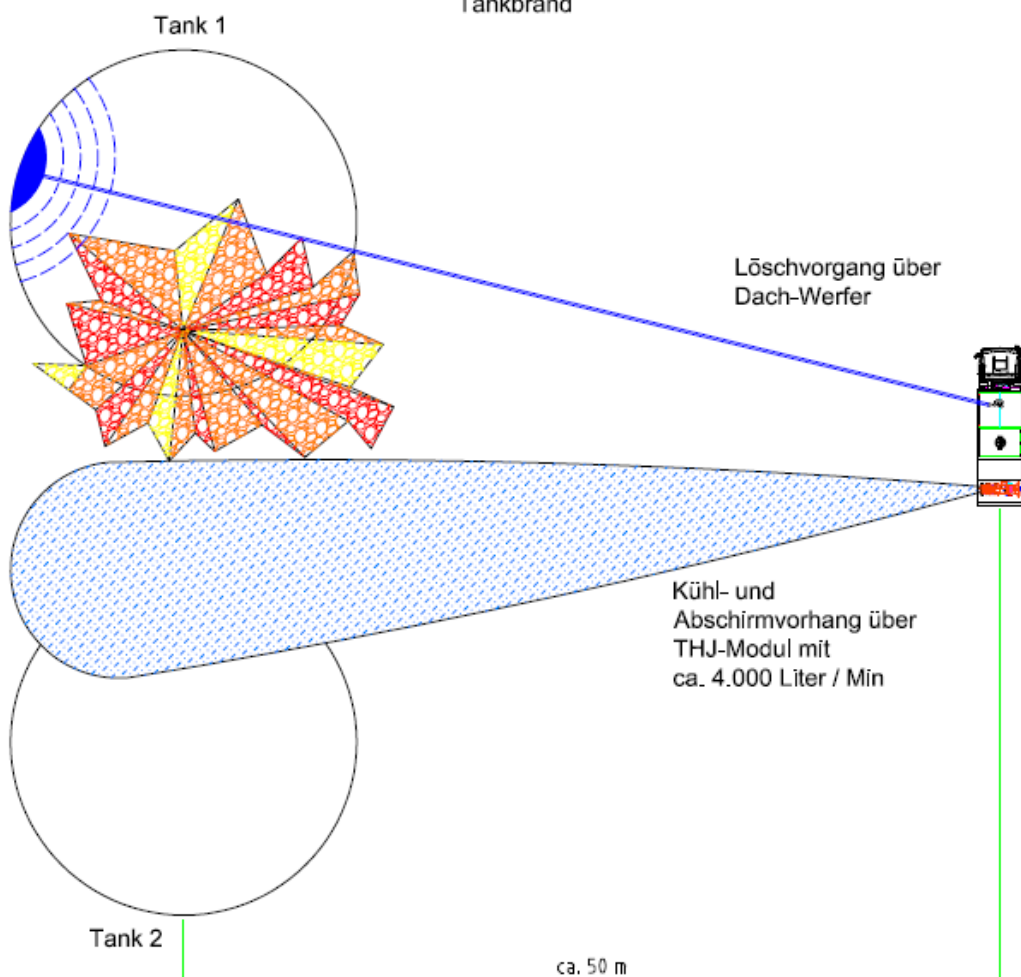 Tankbrand
Tank 1
Löschvorgang über
Dach-Werfer
Kühl- und
Abschirmvorhang über
THJ-Modul mit
ca. 4.000 Liter / Min
Tank 2
ca. 50 m